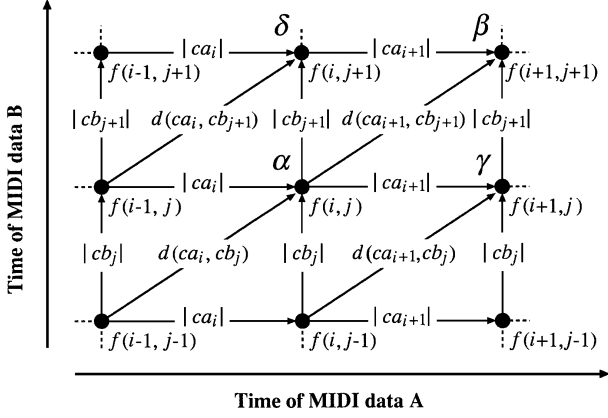 δ β
|ca_i| |ca_{i+1}|
f(i-1, j+1) f(i, j+1) f(i+1, j+1)
|cb_{j+1}| d(ca_i, cb_{j+1}) |cb_{j+1}| d(ca_{i+1}, cb_{j+1}) |cb_{j+1}|
α γ
|ca_i| |ca_{i+1}|
f(i-1, j) f(i, j) f(i+1, j)
|cb_j| d(ca_i, cb_j) |cb_j| d(ca_{i+1}, cb_j) |cb_j|
|ca_i| |ca_{i+1}|
f(i-1, j-1) f(i, j-1) f(i+1, j-1)
Time of MIDI data B
Time of MIDI data A